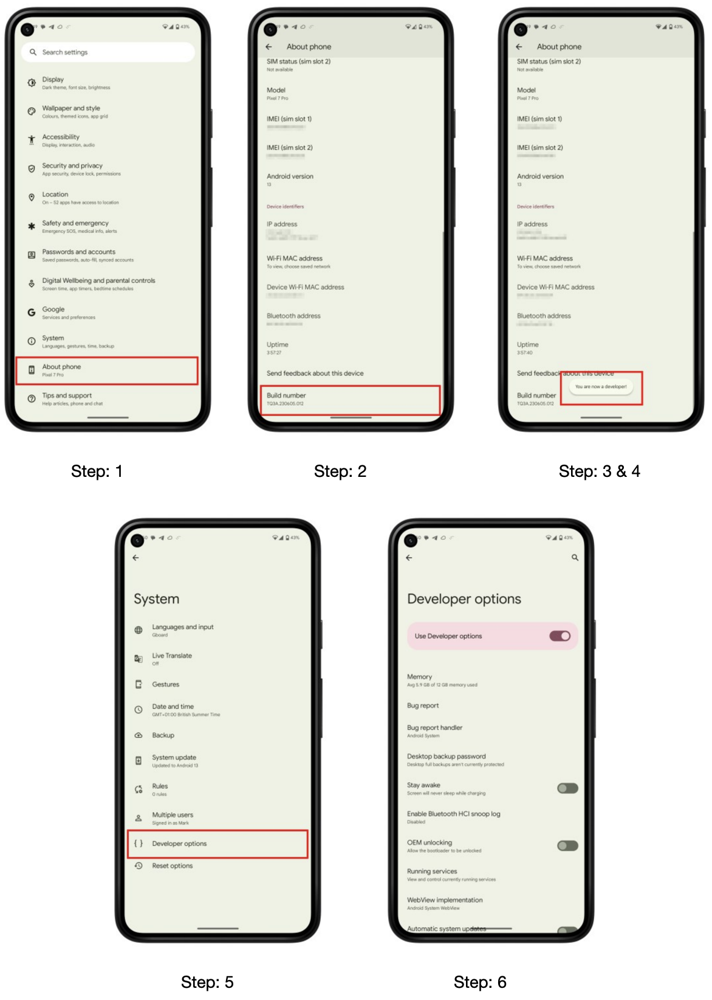 43%
Search settings
Display
Dark theme, font size, brightness
Wallpaper and style
Colours, themed icons, app grid
Accessibility
Display, interaction, audio
Security and privacy
App security, device lock, permissions
Location
On – 52 apps have access to location
Safety and emergency
Emergency SOS, medical info, alerts
Passwords and accounts
Saved passwords, auto-fill, synced accounts
Digital Wellbeing and parental controls
Screen time, app timers, bedtime schedules
Google
Services and preferences
System
Languages, gestures, time, backup
About phone
Pixel 7 Pro
Tips and support
Help articles, phone and chat
Step: 1
43%
About phone
SIM status (sim slot 2)
Not available
Model
Pixel 7 Pro
IMEI (sim slot 1)
IMEI (sim slot 2)
Android version
13
Device identifiers
IP address
Wi-Fi MAC address
To view, choose saved network
Device Wi-Fi MAC address
Bluetooth address
Uptime
3:57:27
Send feedback about this device
Build number
TQ3A.230605.012
Step: 2
43%
About phone
SIM status (sim slot 2)
Not available
Model
Pixel 7 Pro
IMEI (sim slot 1)
IMEI (sim slot 2)
Android version
13
Device identifiers
IP address
Wi-Fi MAC address
To view, choose saved network
Device Wi-Fi MAC address
Bluetooth address
Uptime
3:57:40
Send feedback about this device
You are now a developer!
Build number
TQ3A.230605.012
Step: 3 & 4
43%
System
Languages and input
Gboard
Live Translate
Off
Gestures
Date and time
GMT+01:00 British Summer Time
Backup
System update
Updated to Android 13
Rules
0 rules
Multiple users
Signed in as Mark
{ } Developer options
Reset options
Step: 5
43%
Developer options
Use Developer options
Memory
Avg 5.9 GB of 12 GB memory used
Bug report
Bug report handler
Android System
Desktop backup password
Desktop full backups aren't currently protected
Stay awake
Screen will never sleep while charging
Enable Bluetooth HCI snoop log
Disabled
OEM unlocking
Allow the bootloader to be unlocked
Running services
View and control currently running services
WebView implementation
Android System WebView
Automatic system updates
Step: 6